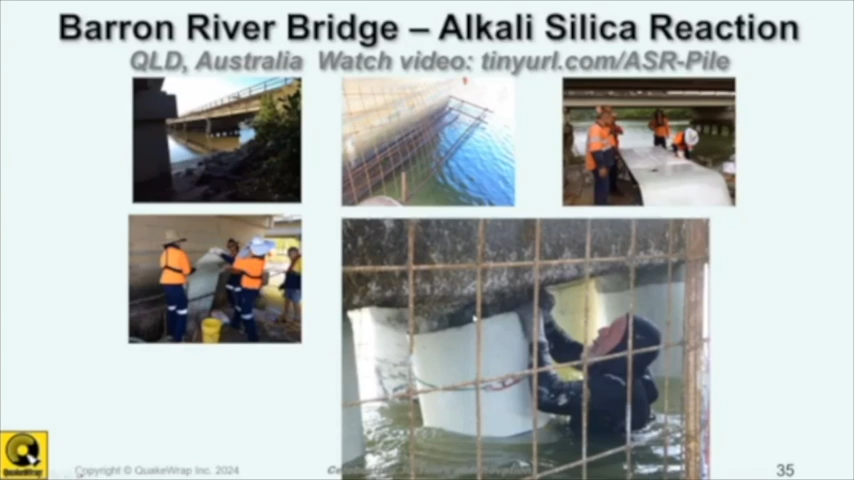 Barron River Bridge – Alkali Silica Reaction
QLD, Australia Watch video: tinyurl.com/ASR-Pile
QuakeWrap
Copyright © QuakeWrap Inc. 2024
35